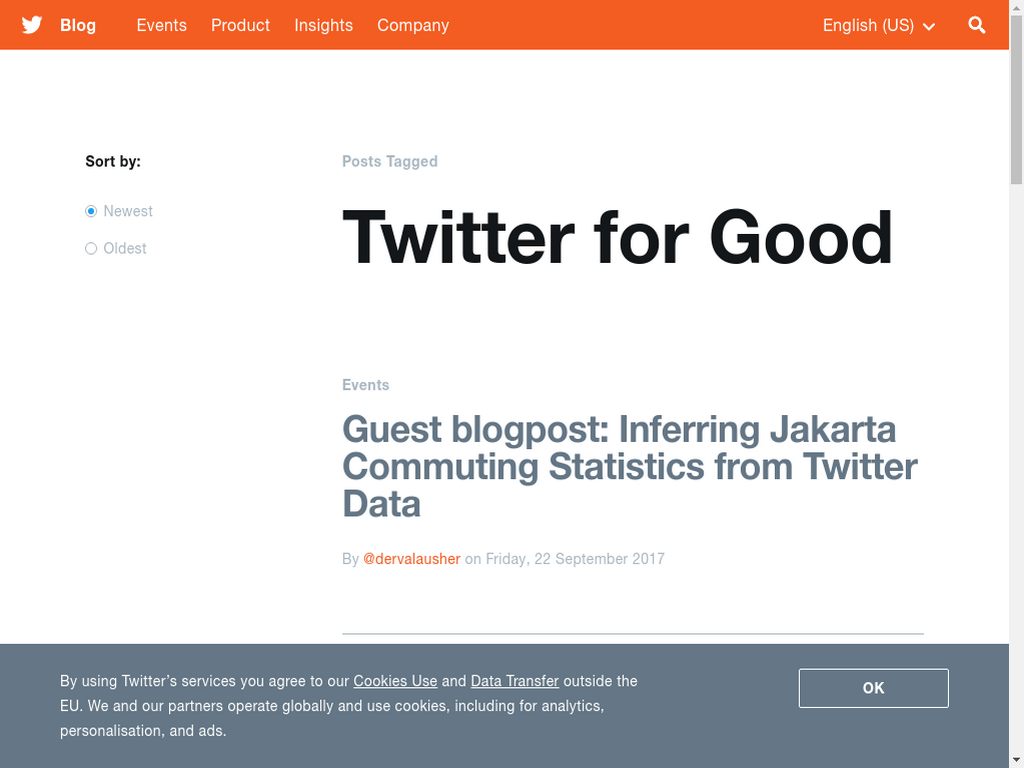 Blog Events Product Insights Company English (US)
Sort by:
Newest
Oldest
Posts Tagged
Twitter for Good
Events
Guest blogpost: Inferring Jakarta
Commuting Statistics from Twitter
Data
By @dervalausher on Friday, 22 September 2017
By using Twitter’s services you agree to our Cookies Use and Data Transfer outside the
EU. We and our partners operate globally and use cookies, including for analytics,
personalisation, and ads.
OK